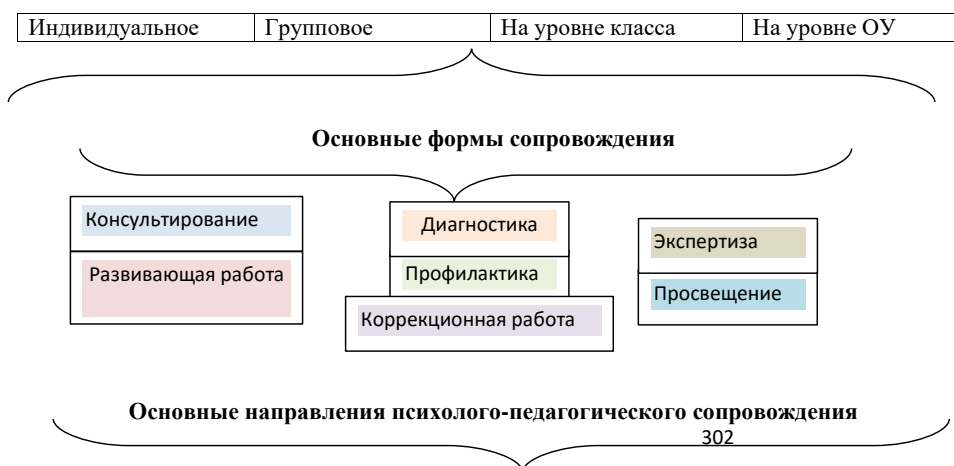 Индивидуальное Групповое На уровне класса На уровне ОУ
Основные формы сопровождения
Консультирование
Развивающая работа
Диагностика
Профилактика
Коррекционная работа
Экспертиза
Просвещение
Основные направления психолого-педагогического сопровождения
302